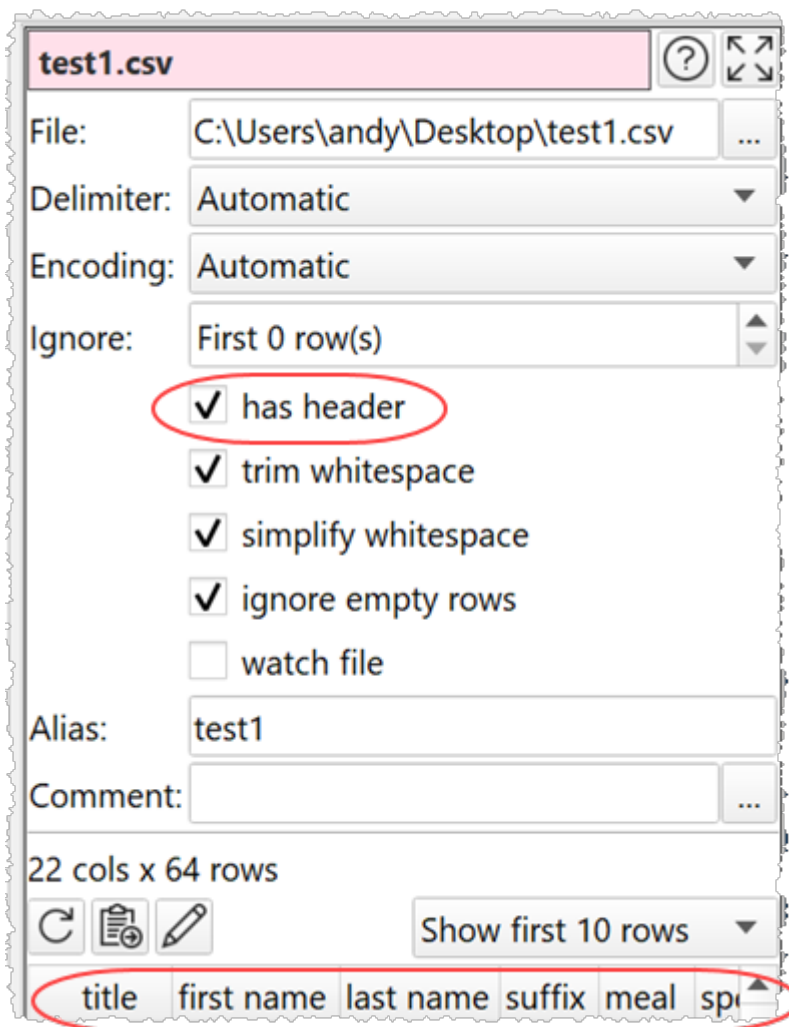 test1.csv
File: C:\Users\andy\Desktop\test1.csv ...
Delimiter: Automatic
Encoding: Automatic
Ignore: First 0 row(s)
has header
trim whitespace
simplify whitespace
ignore empty rows
watch file
Alias: test1
Comment: ...
22 cols x 64 rows
Show first 10 rows
title first name last name suffix meal